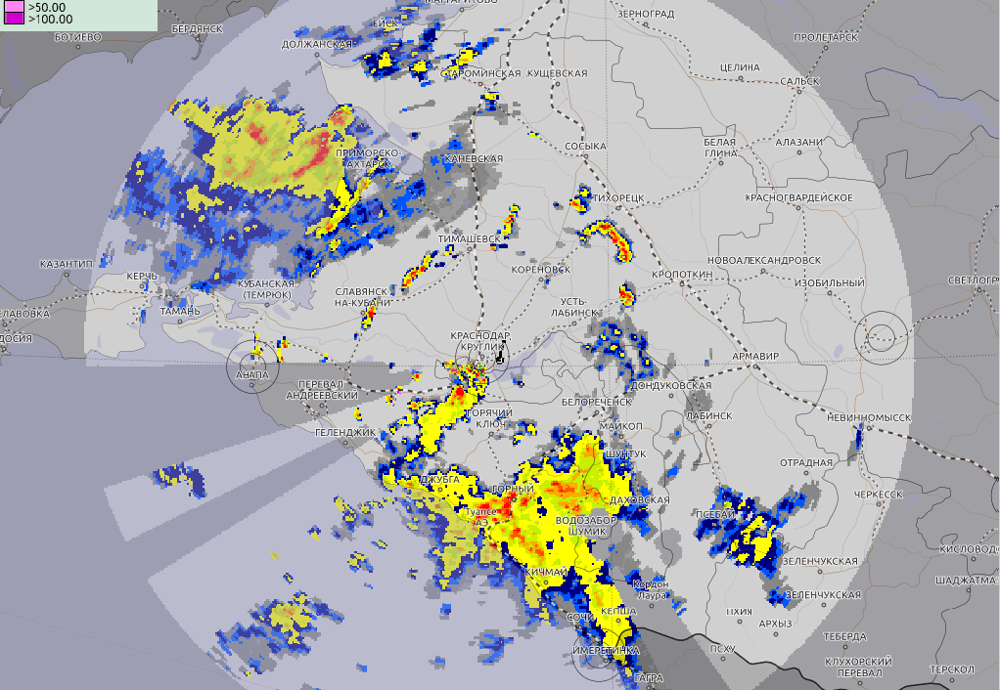 >50.00
>100.00
МАРГАРИТОВО
БЕРДЯНСК
БОТИЕВО
ЕЙСК
ДОЛЖАНСКАЯ
ЗЕРНОГРАД
ПРОЛЕТАРСК
ЦЕЛИНА
САЛЬСК
СТАРОМИНСКАЯ
КУЩЕВСКАЯ
СОСЫКА
БЕЛАЯ
ГЛИНА
АЛАЗАНИ
ПРИМОРСКО-
АХТАРСК
КАНЕВСКАЯ
ТИХОРЕЦК
КРАСНОГВАРДЕЙСКОЕ
ТИМАШЕВСК
КАЗАНТИП
КЕРЧЬ
КУБАНСКАЯ
(ТЕМРЮК)
КОРЕНОВСК
КРОПОТКИН
НОВОАЛЕКСАНДРОВСК
ИЗОБИЛЬНЫЙ
СВЕТЛОГР
СЛАВЯНСК
НА-КУБАНИ
ТАМАНЬ
УСТЬ-
ЛАБИНСК
ЛАВОВКА
ДОСИЯ
КРАСНОДАР,
КРУГЛИК
АНАПА
АРМАВИР
ПЕРЕВАЛ
АНДРЕЕВСКИЙ
ДОНДУКОВСКАЯ
БЕЛОРЕЧЕНСК
ГОРЯЧИЙ
КЛЮЧ
МАЙКОП
ЛАБИНСК
НЕВИННОМЫССК
ГЕЛЕНДЖИК
ШУНТУК
ОТРАДНАЯ
ДЖУБГА
ГОРНЫЙ
ДАХОВСКАЯ
ЧЕРКЕССК
Туапсе
АЭ
ВОДОЗАБОР
ШУМИК
ПСЕБАЙ
КИСЛОВОД
ЗЕЛЕНЧУКСКАЯ
КИЧМАЙ
Кордон
Лаура
ШАДЖАТМА
ЗЕЛЕНЧУКСКАЯ
СОЧИ
КЕПША
ПХИЯ
АРХЫЗ
ТЕБЕРДА
ИМЕРЕТИНКА
ПСХУ
КЛУХОРСКИЙ
ПЕРЕВАЛ
ТЕРСКОЛ
ГАГРА